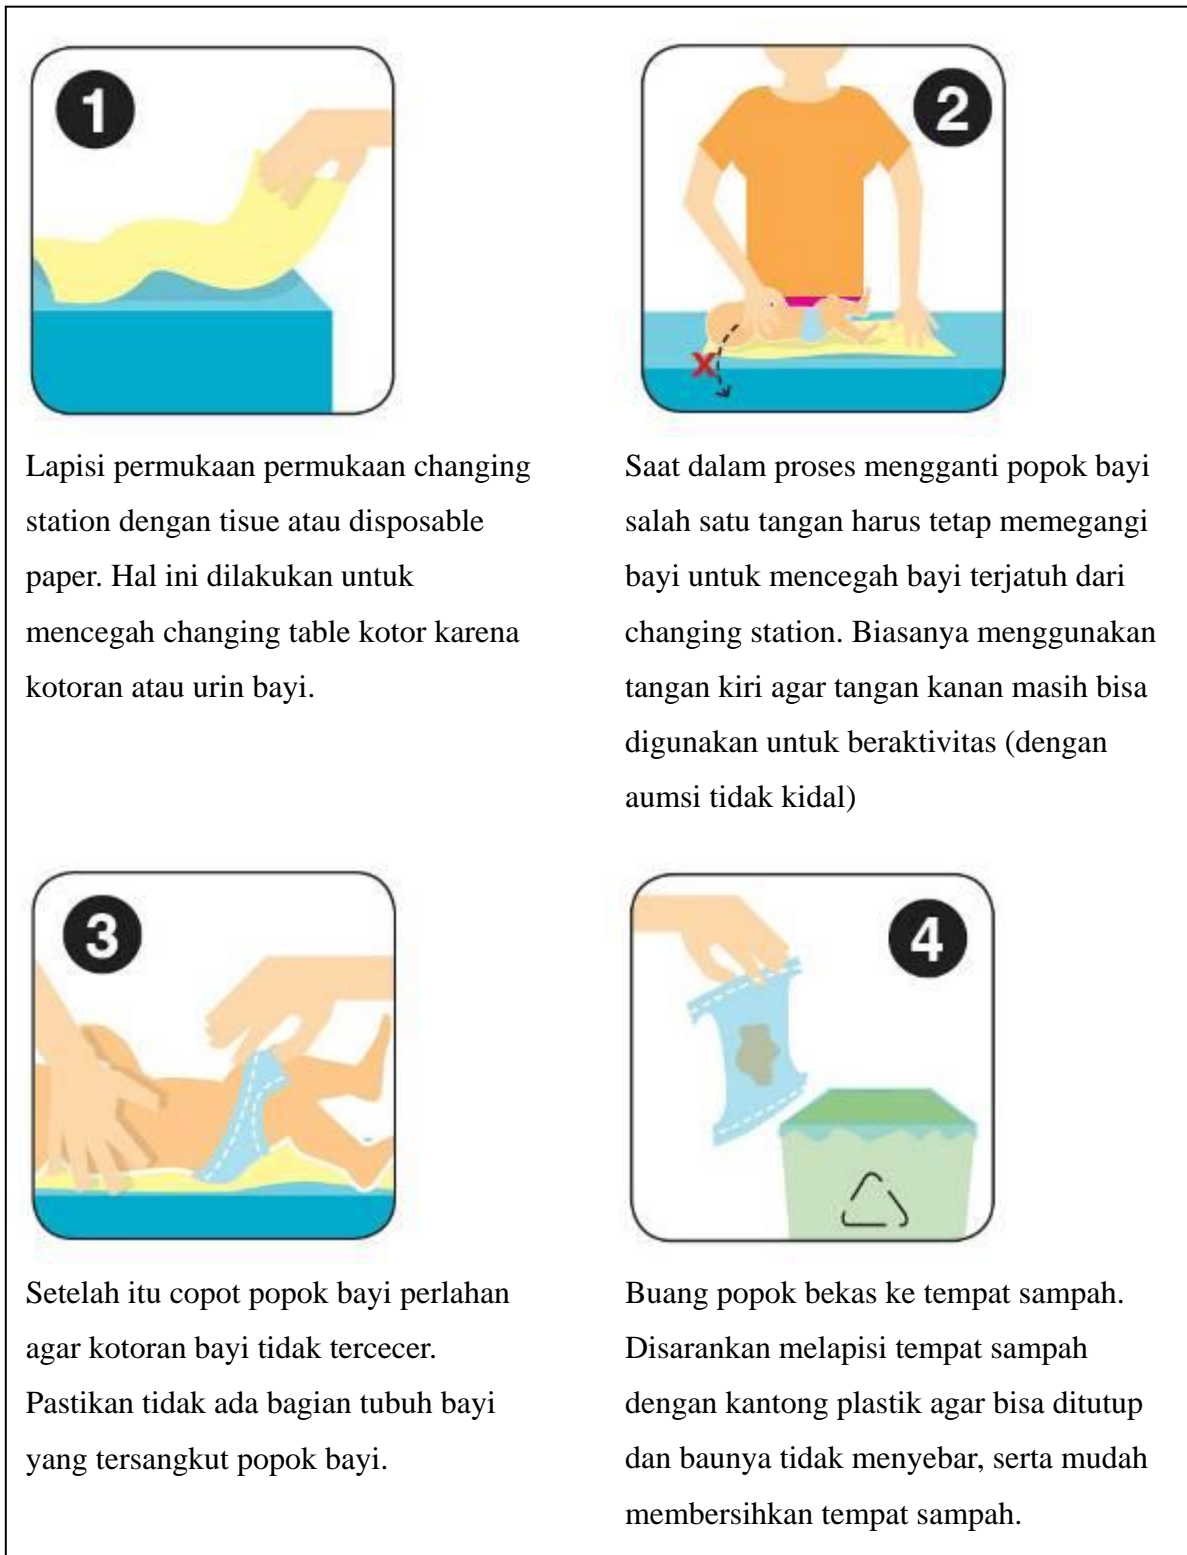 1
Lapisi permukaan permukaan changing
station dengan tisue atau disposable
paper. Hal ini dilakukan untuk
mencegah changing table kotor karena
kotoran atau urin bayi.
2
X
Saat dalam proses mengganti popok bayi
salah satu tangan harus tetap memegangi
bayi untuk mencegah bayi terjatuh dari
changing station. Biasanya menggunakan
tangan kiri agar tangan kanan masih bisa
digunakan untuk beraktivitas (dengan
aumsi tidak kidal)
3
Setelah itu copot popok bayi perlahan
agar kotoran bayi tidak tercecer.
Pastikan tidak ada bagian tubuh bayi
yang tersangkut popok bayi.
4
Buang popok bekas ke tempat sampah.
Disarankan melapisi tempat sampah
dengan kantong plastik agar bisa ditutup
dan baunya tidak menyebar, serta mudah
membersihkan tempat sampah.